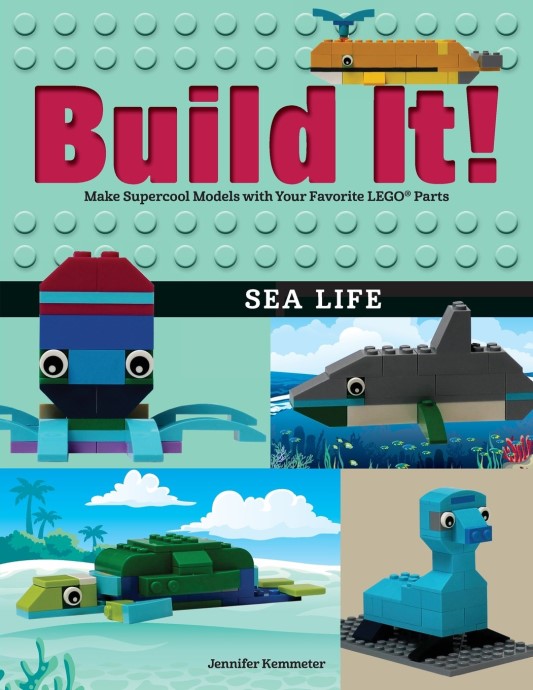 Build It!
Make Supercool Models with Your Favorite LEGO® Parts
SEA LIFE
Jennifer Kemmeter